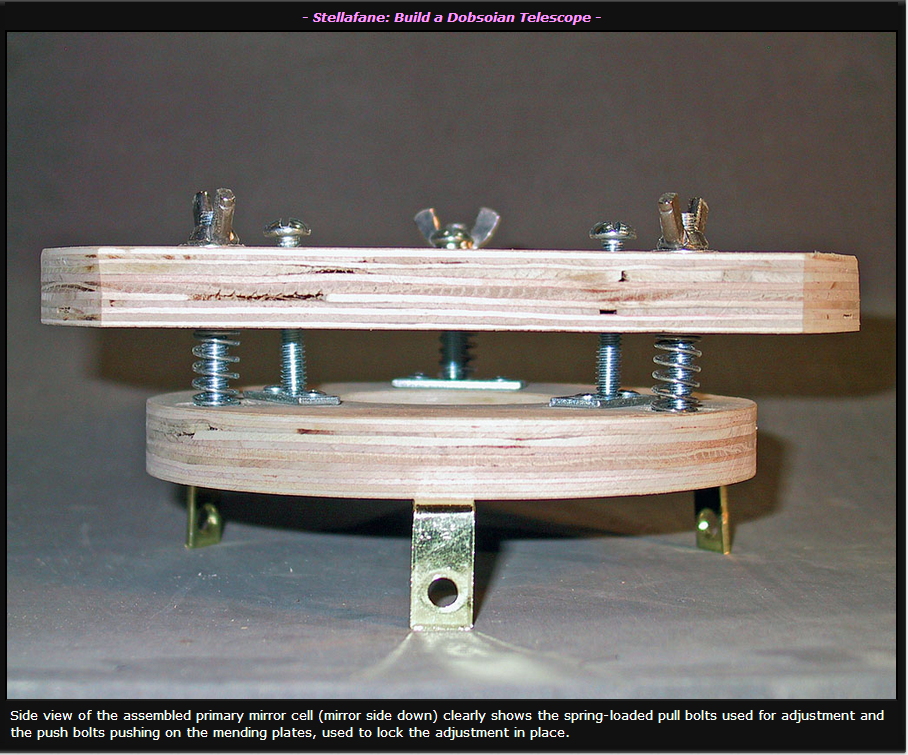 - Stellafane: Build a Dobsoian Telescope -
Side view of the assembled primary mirror cell (mirror side down) clearly shows the spring-loaded pull bolts used for adjustment and
the push bolts pushing on the mending plates, used to lock the adjustment in place.